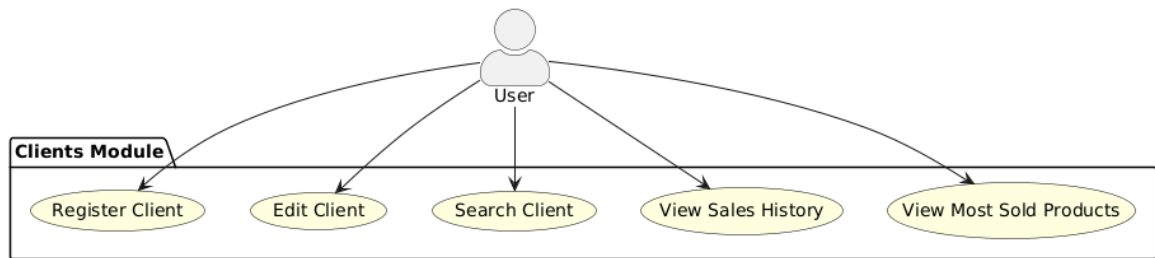 User
Clients Module
Register Client
Edit Client
Search Client
View Sales History
View Most Sold Products